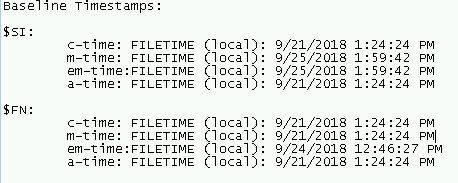 Baseline Timestamps:
$SI:
c-time: FILETIME (local): 9/21/2018 1:24:24 PM
m-time: FILETIME (local): 9/25/2018 1:59:42 PM
em-time:FILETIME (local): 9/25/2018 1:59:42 PM
a-time: FILETIME (local): 9/21/2018 1:24:24 PM
$FN:
c-time: FILETIME (local): 9/21/2018 1:24:24 PM
m-time: FILETIME (local): 9/21/2018 1:24:24 PM
em-time:FILETIME (local): 9/24/2018 12:46:27 PM
a-time: FILETIME (local): 9/21/2018 1:24:24 PM